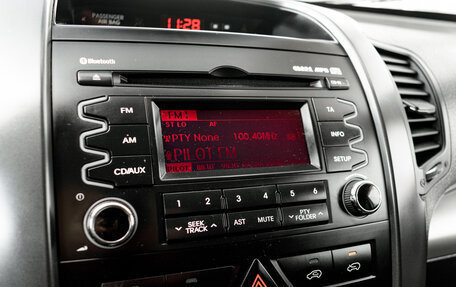 PASSENGER
AIR BAG
11:28
Bluetooth
FM
TA
ST LO AF
PTY None 100.40MHz
AM
INFO
PILOT FM
CD/AUX
SETUP
1 2 3 4 5 6
SEEK
TRACK
AST
MUTE
PTY
FOLDER